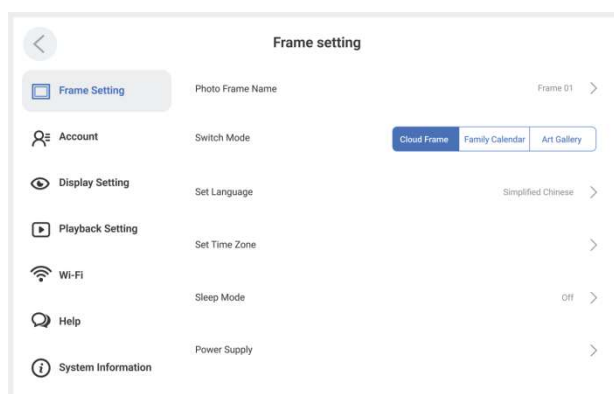 Frame setting
Frame Setting
Account
Display Setting
Playback Setting
Wi-Fi
Help
System Information
Photo Frame Name Frame 01
Switch Mode Cloud Frame Family Calendar Art Gallery
Set Language Simplified Chinese
Set Time Zone
Sleep Mode Off
Power Supply